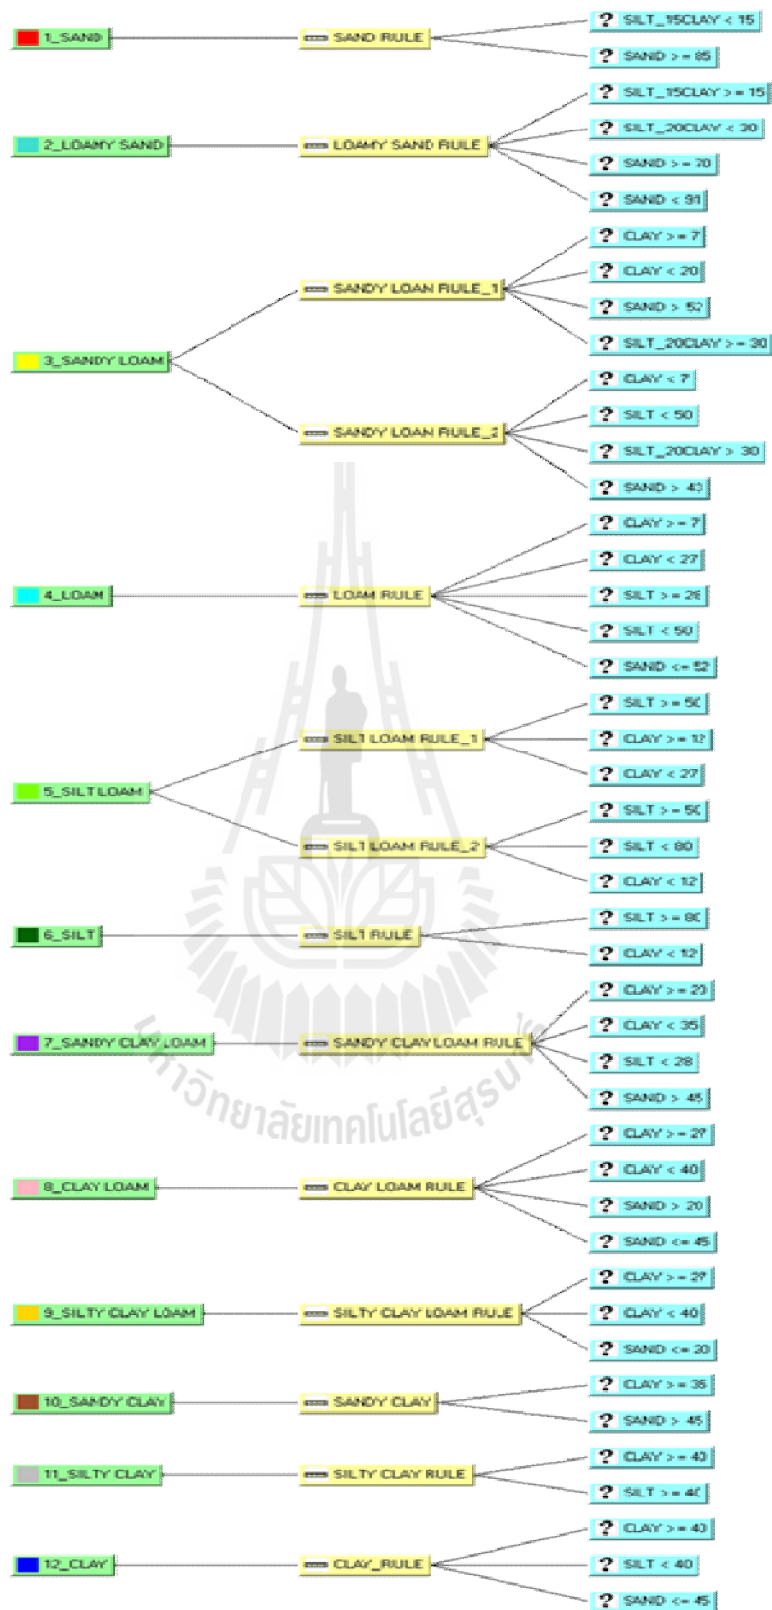 1_SAND
SAND RULE
? SILT_15CLAY < 15
? SAND >= 85
2_LOAMY SAND
LOAMY SAND RULE
? SILT_15CLAY >= 15
? SILT_20CLAY < 30
? SAND >= 70
? SAND < 91
3_SANDY LOAM
SANDY LOAN RULE_1
? CLAY >= 7
? CLAY < 20
? SAND > 52
? SILT_20CLAY >= 30
SANDY LOAN RULE_2
? CLAY < 7
? SILT < 50
? SILT_20CLAY > 30
? SAND > 43
4_LOAM
LOAM RULE
? CLAY >= 7
? CLAY < 27
? SILT >= 28
? SILT < 50
? SAND <= 52
5_SILT LOAM
SILT LOAM RULE_1
? SILT >= 50
? CLAY >= 12
? CLAY < 27
SILT LOAM RULE_2
? SILT >= 50
? SILT < 80
? CLAY < 12
6_SILT
SILT RULE
? SILT >= 80
? CLAY < 12
7_SANDY CLAY LOAM
SANDY CLAY LOAM RULE
? CLAY >= 20
? CLAY < 35
? SILT < 28
? SAND > 45
มหาวิทยาลัยเทคโนโลยีสุรนารี
8_CLAY LOAM
CLAY LOAM RULE
? CLAY >= 27
? CLAY < 40
? SAND > 20
? SAND <= 45
9_SILTY CLAY LOAM
SILTY CLAY LOAM RULE
? CLAY >= 27
? CLAY < 40
? SAND <= 20
10_SANDY CLAY
SANDY CLAY
? CLAY >= 35
? SAND > 45
11_SILTY CLAY
SILTY CLAY RULE
? CLAY >= 40
? SILT >= 40
12_CLAY
CLAY_RULE
? CLAY >= 40
? SILT < 40
? SAND <= 45